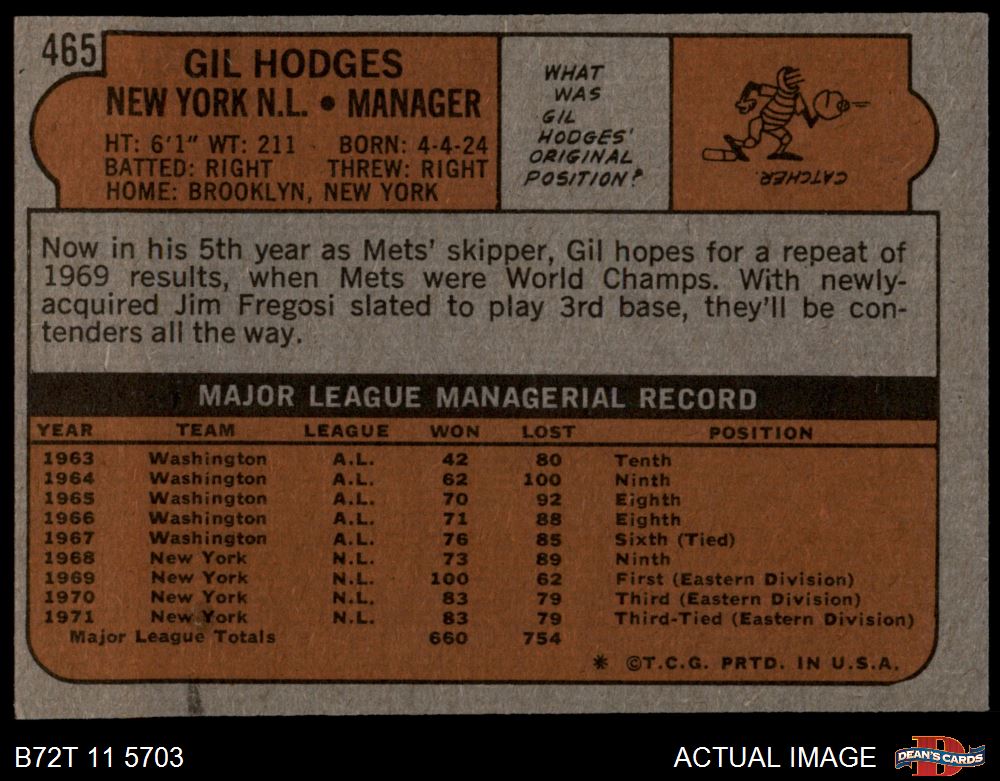 465
GIL HODGES
NEW YORK N.L. • MANAGER
HT: 6'1" WT: 211 BORN: 4-4-24
BATTED: RIGHT THREW: RIGHT
HOME: BROOKLYN, NEW YORK
WHAT
WAS
GIL
HODGES'
ORIGINAL
POSITION?
CATCHER.
Now in his 5th year as Mets' skipper, Gil hopes for a repeat of
1969 results, when Mets were World Champs. With newly-
acquired Jim Fregosi slated to play 3rd base, they'll be con-
tenders all the way.
MAJOR LEAGUE MANAGERIAL RECORD
YEAR TEAM LEAGUE WON LOST POSITION
1963 Washington A.L. 42 80 Tenth
1964 Washington A.L. 62 100 Ninth
1965 Washington A.L. 70 92 Eighth
1966 Washington A.L. 71 88 Eighth
1967 Washington A.L. 76 85 Sixth (Tied)
1968 New York N.L. 73 89 Ninth
1969 New York N.L. 100 62 First (Eastern Division)
1970 New York N.L. 83 79 Third (Eastern Division)
1971 New York N.L. 83 79 Third-Tied (Eastern Division)
Major League Totals 660 754
* ©T.C.G. PRTD. IN U.S.A.
B72T 11 5703
ACTUAL IMAGE
D
DEAN'S CARDS